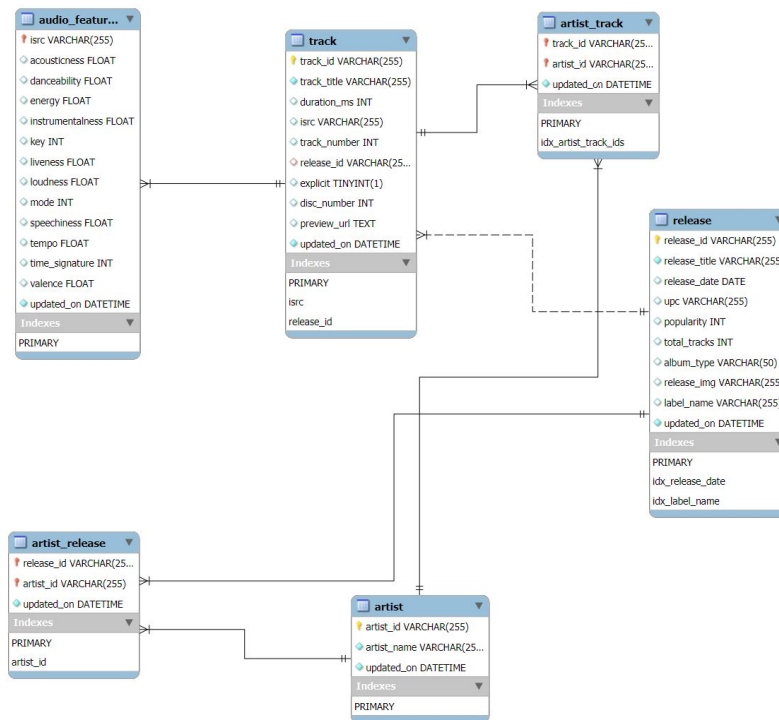 audio_featur...
isrc VARCHAR(255)
acousticness FLOAT
danceability FLOAT
energy FLOAT
instrumentalness FLOAT
key INT
liveness FLOAT
loudness FLOAT
mode INT
speechiness FLOAT
tempo FLOAT
time_signature INT
valence FLOAT
updated_on DATETIME
Indexes
PRIMARY
track
track_id VARCHAR(255)
track_title VARCHAR(255)
duration_ms INT
isrc VARCHAR(255)
track_number INT
release_id VARCHAR(25...
explicit TINYINT(1)
disc_number INT
preview_url TEXT
updated_on DATETIME
Indexes
PRIMARY
isrc
release_id
artist_track
track_id VARCHAR(25...
artist_id VARCHAR(25...
updated_on DATETIME
Indexes
PRIMARY
idx_artist_track_ids
release
release_id VARCHAR(255)
release_title VARCHAR(255
release_date DATE
upc VARCHAR(255)
popularity INT
total_tracks INT
album_type VARCHAR(50)
release_img VARCHAR(255
label_name VARCHAR(255)
updated_on DATETIME
Indexes
PRIMARY
idx_release_date
idx_label_name
artist_release
release_id VARCHAR(25...
artist_id VARCHAR(255)
updated_on DATETIME
Indexes
PRIMARY
artist_id
artist
artist_id VARCHAR(255)
artist_name VARCHAR(25...
updated_on DATETIME
Indexes
PRIMARY